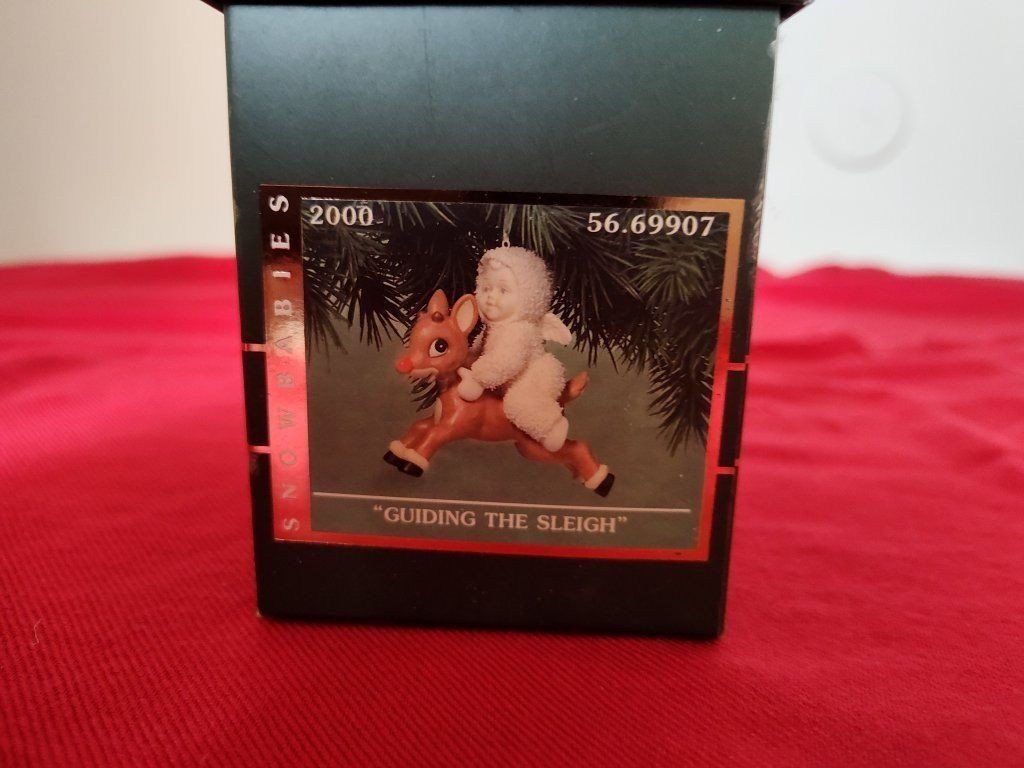 SNOWBABIES
2000
56.69907
“GUIDING THE SLEIGH”